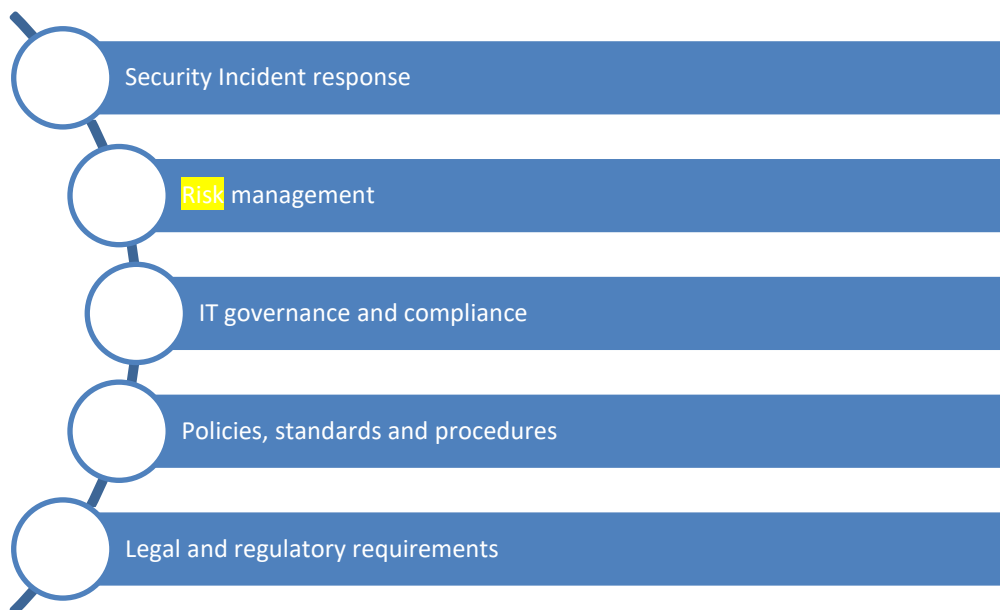 Security Incident response
Risk management
IT governance and compliance
Policies, standards and procedures
Legal and regulatory requirements